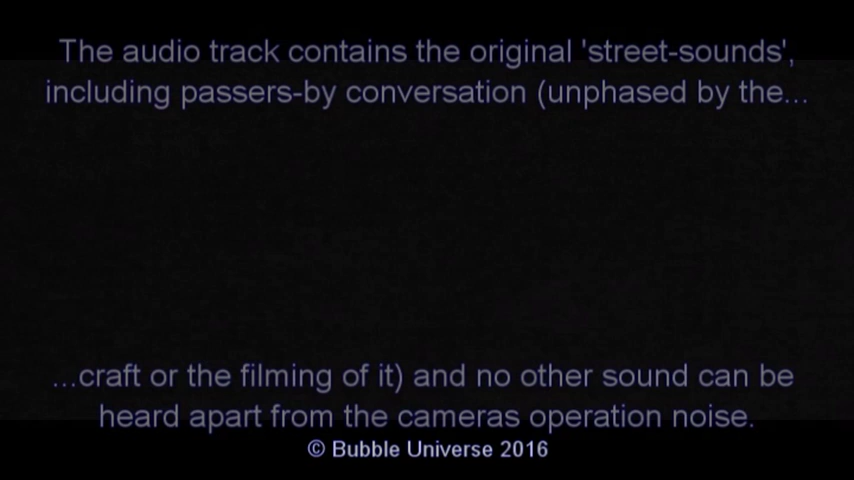 The audio track contains the original 'street-sounds',
including passers-by conversation (unphased by the...
...craft or the filming of it) and no other sound can be
heard apart from the cameras operation noise.
© Bubble Universe 2016